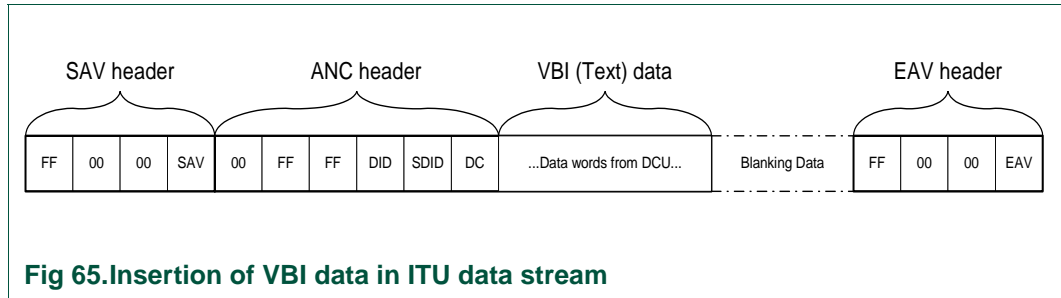 SAV header ANC header VBI (Text) data EAV header
FF 00 00 SAV 00 FF FF DID SDID DC ...Data words from DCU... Blanking Data FF 00 00 EAV
Fig 65.Insertion of VBI data in ITU data stream